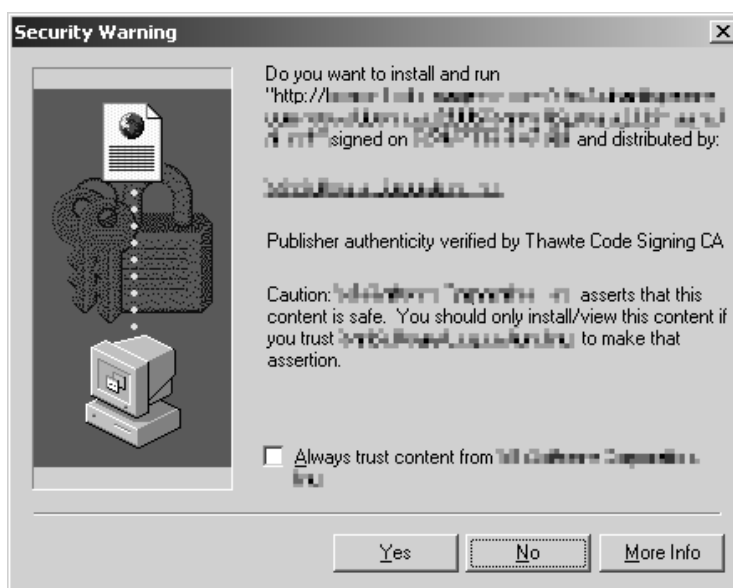 Security Warning
Do you want to install and run
"http://
signed on and distributed by:
Publisher authenticity verified by Thawte Code Signing CA
Caution: asserts that this
content is safe. You should only install/view this content if
you trust to make that
assertion.
Always trust content from
Yes No More Info